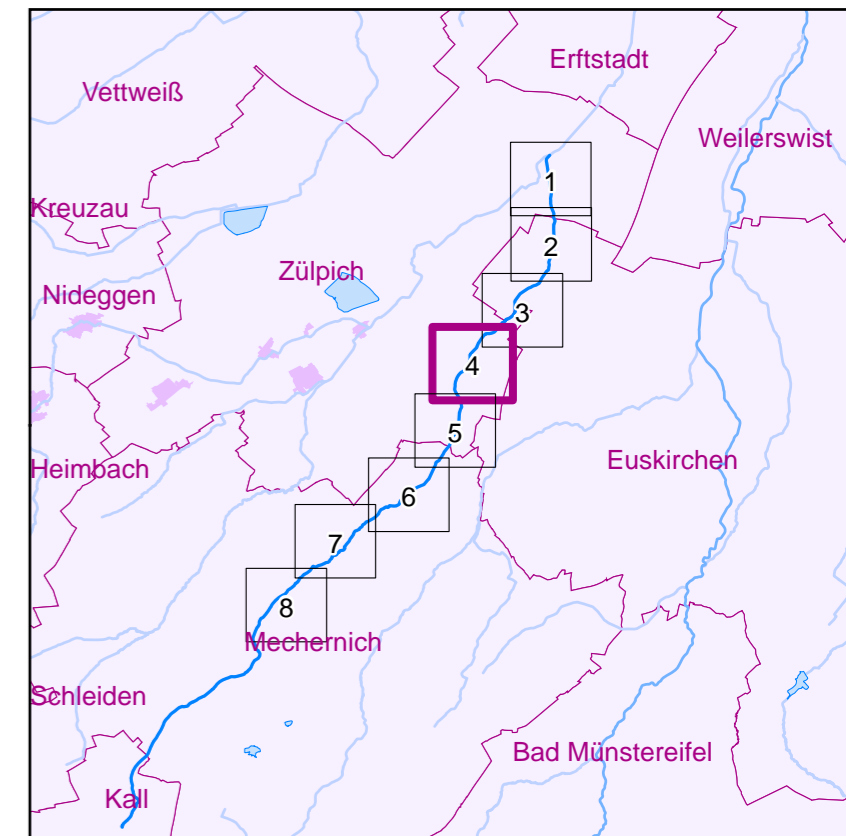 Erftstadt
Vettweiß
Weilerswist
1
Kreuzau
2
Zülpich
Nideggen
3
4
5
Euskirchen
Heimbach
6
7
8
Mechernich
Schleiden
Bad Münstereifel
Kall